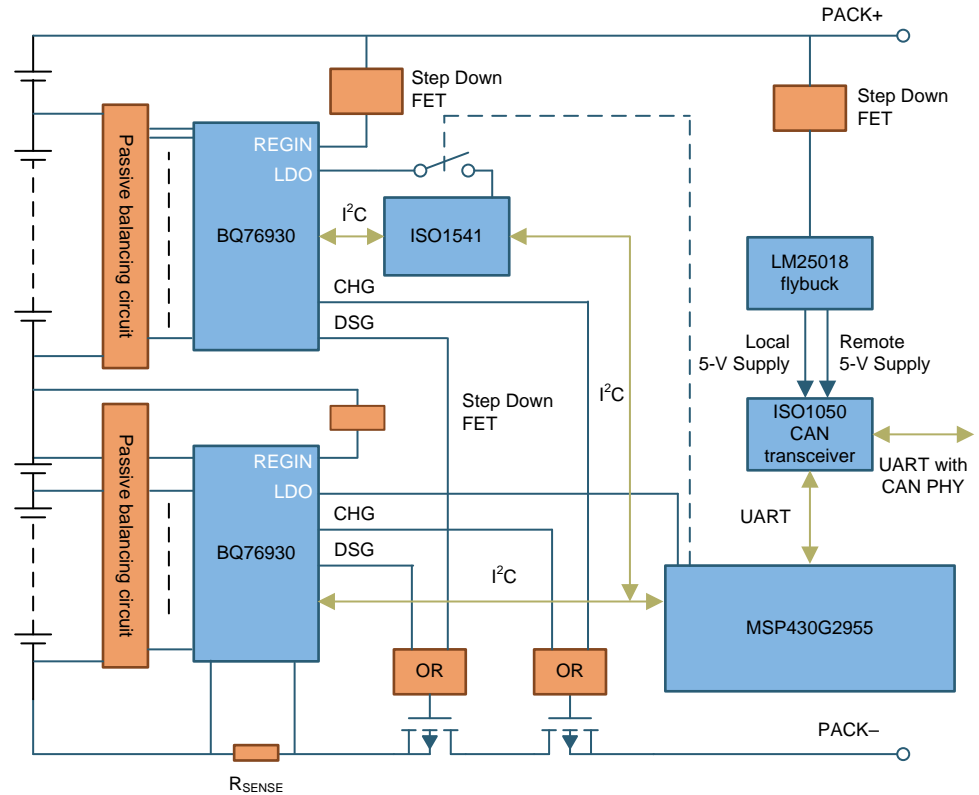 PACK+
Step Down
FET
Step Down
FET
Passive balancing circuit
REGIN
LDO
BQ76930
I²C
ISO1541
LM25018
flybuck
CHG
DSG
Local
5-V Supply
Remote
5-V Supply
I²C
Step Down
FET
ISO1050
CAN
transceiver
Passive balancing circuit
REGIN
LDO
UART with
CAN PHY
CHG
UART
DSG
BQ76930
I²C
MSP430G2955
OR
OR
PACK–
RSENSE